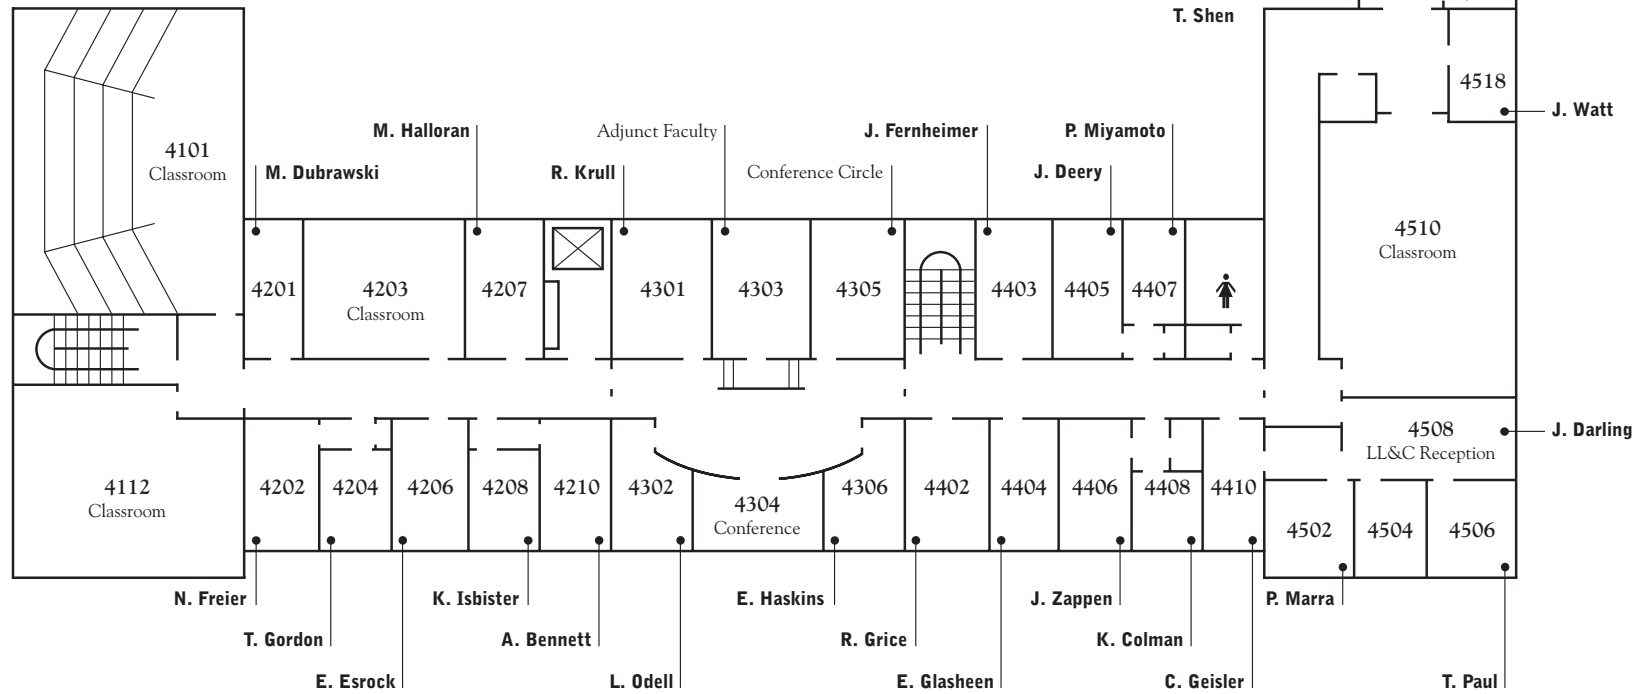 T. Shen
4518
J. Watt
M. Halloran
Adjunct Faculty
J. Fernheimer
P. Miyamoto
4101
Classroom
M. Dubrawski
R. Krull
Conference Circle
J. Deery
4510
Classroom
4201
4203
Classroom
4207
4301
4303
4305
4403
4405
4407
4508
LL&C Reception
J. Darling
4112
Classroom
4202
4204
4206
4208
4210
4302
4304
Conference
4306
4402
4404
4406
4408
4410
4502
4504
4506
N. Freier
K. Isbister
E. Haskins
J. Zappen
P. Marra
T. Gordon
A. Bennett
R. Grice
K. Colman
E. Esrock
L. Odell
E. Glasheen
C. Geisler
T. Paul